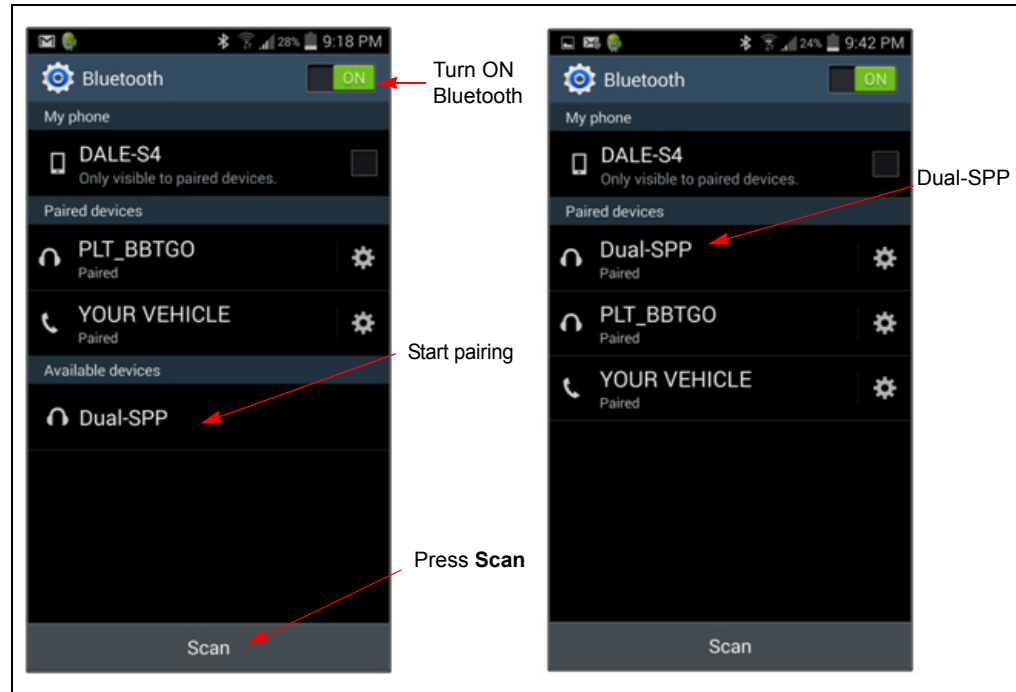 28% 9:18 PM
Bluetooth ON
My phone
DALE-S4
Only visible to paired devices.
Paired devices
PLT_BBTGO
Paired
YOUR VEHICLE
Paired
Available devices
Dual-SPP
Scan
Turn ON
Bluetooth
Start pairing
Press Scan
24% 9:42 PM
Bluetooth ON
My phone
DALE-S4
Only visible to paired devices.
Paired devices
Dual-SPP
Paired
PLT_BBTGO
Paired
YOUR VEHICLE
Paired
Scan
Dual-SPP